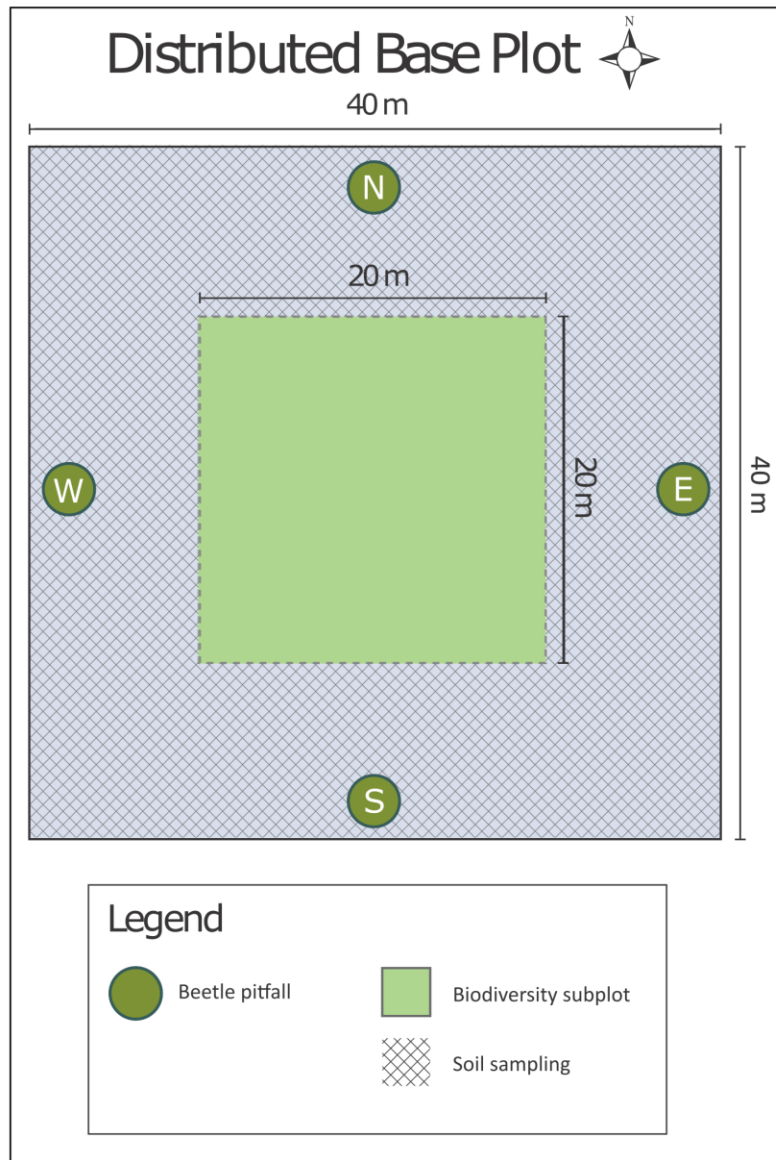 Distributed Base Plot
N
40 m
N
20 m
W
20 m
E
40 m
S
Legend
Beetle pitfall
Biodiversity subplot
Soil sampling